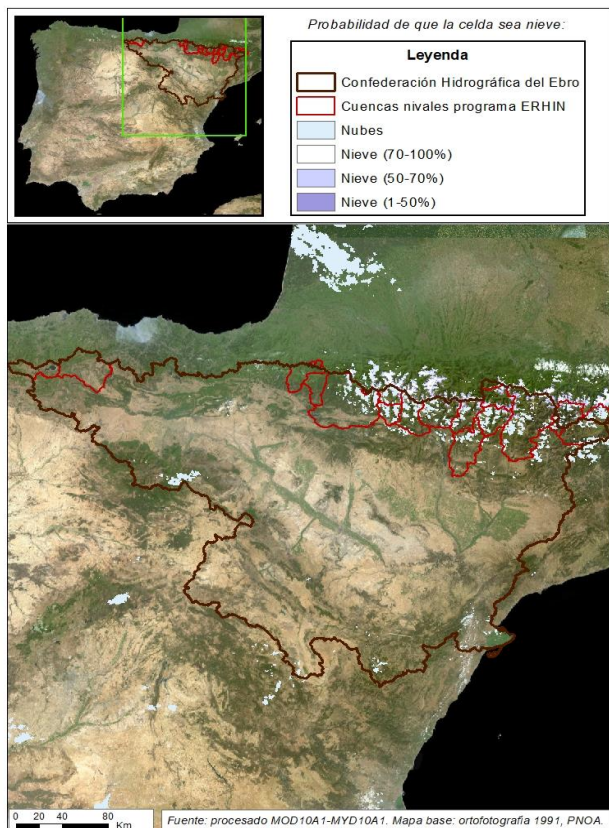 Probabilidad de que la celda sea nieve:
Leyenda
Confederación Hidrográfica del Ebro
Cuencas nivales programa ERHIN
Nubes
Nieve (70-100%)
Nieve (50-70%)
Nieve (1-50%)
0 20 40 80
Km
Fuente: procesado MOD10A1-MYD10A1. Mapa base: ortofotografía 1991, PNOA.